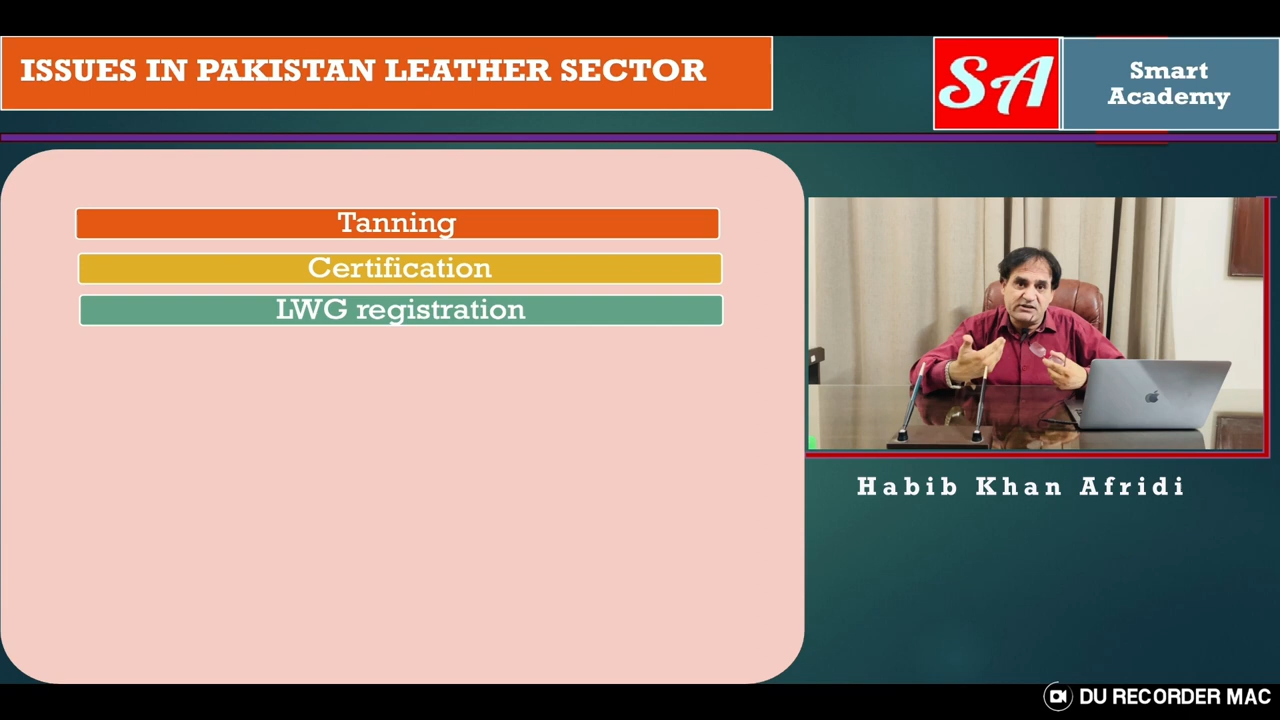 ISSUES IN PAKISTAN LEATHER SECTOR
SA
Smart
Academy
Tanning
Certification
LWG registration
Habib Khan Afridi
DU RECORDER MAC